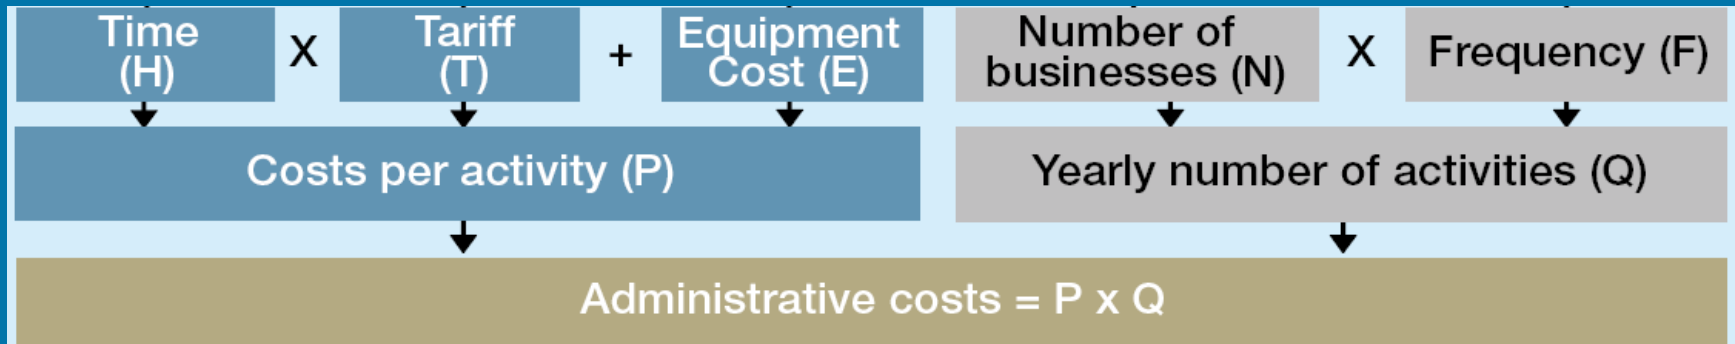 Time
(H)
X
Tariff
(T)
+
Equipment
Cost (E)
Number of
businesses (N)
X
Frequency (F)
Costs per activity (P)
Yearly number of activities (Q)
Administrative costs = P x Q